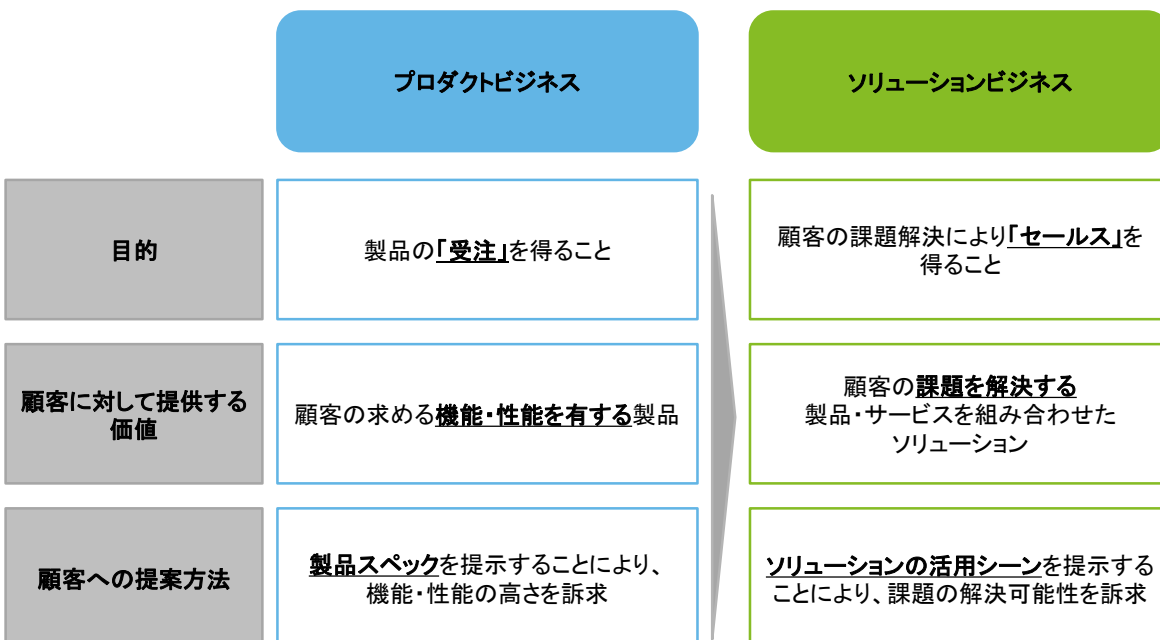 プロダクトビジネス
ソリューションビジネス
目的
製品の「受注」を得ること
顧客の課題解決により「セールス」を
得ること
顧客に対して提供する
価値
顧客の求める機能・性能を有する製品
顧客の課題を解決する
製品・サービスを組み合わせた
ソリューション
顧客への提案方法
製品スペックを提示することにより、
機能・性能の高さを訴求
ソリューションの活用シーンを提示する
ことにより、課題の解決可能性を訴求